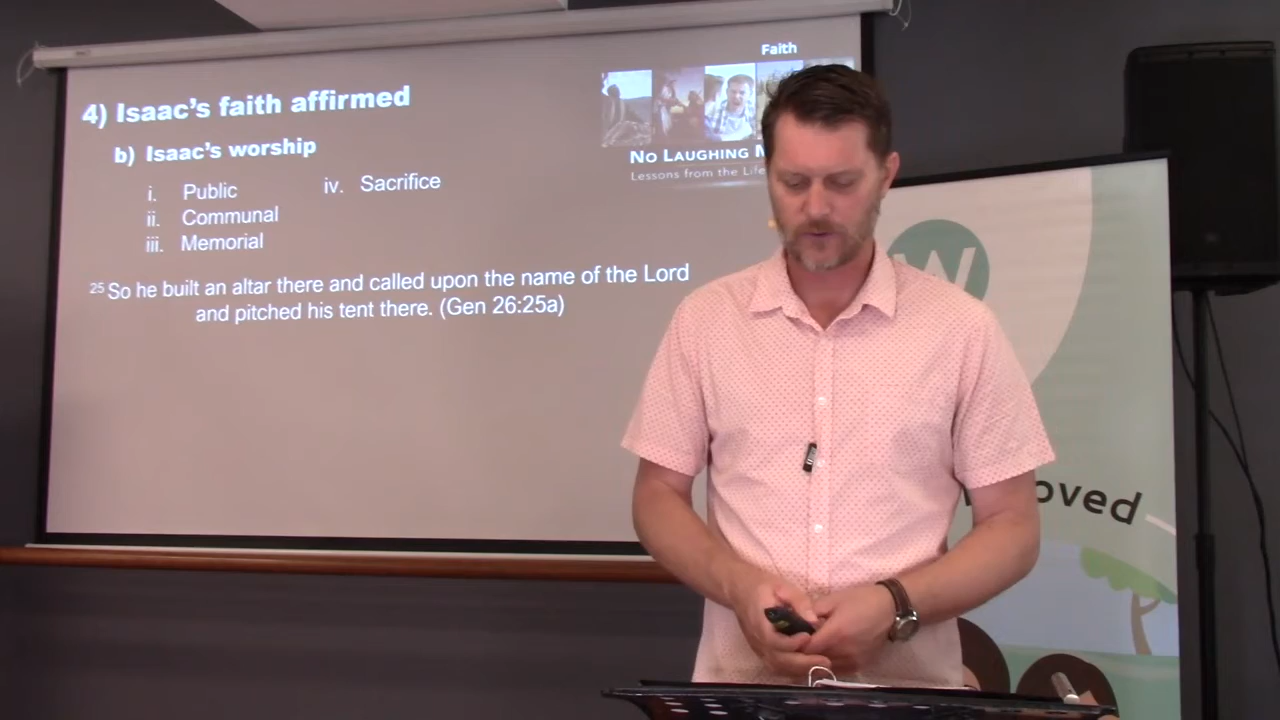 Faith
4) Isaac's faith affirmed
b) Isaac's worship
No Laughing
Lessons from the Life
i. Public
iv. Sacrifice
ii. Communal
iii. Memorial
25 So he built an altar there and called upon the name of the Lord
and pitched his tent there. (Gen 26:25a)
W